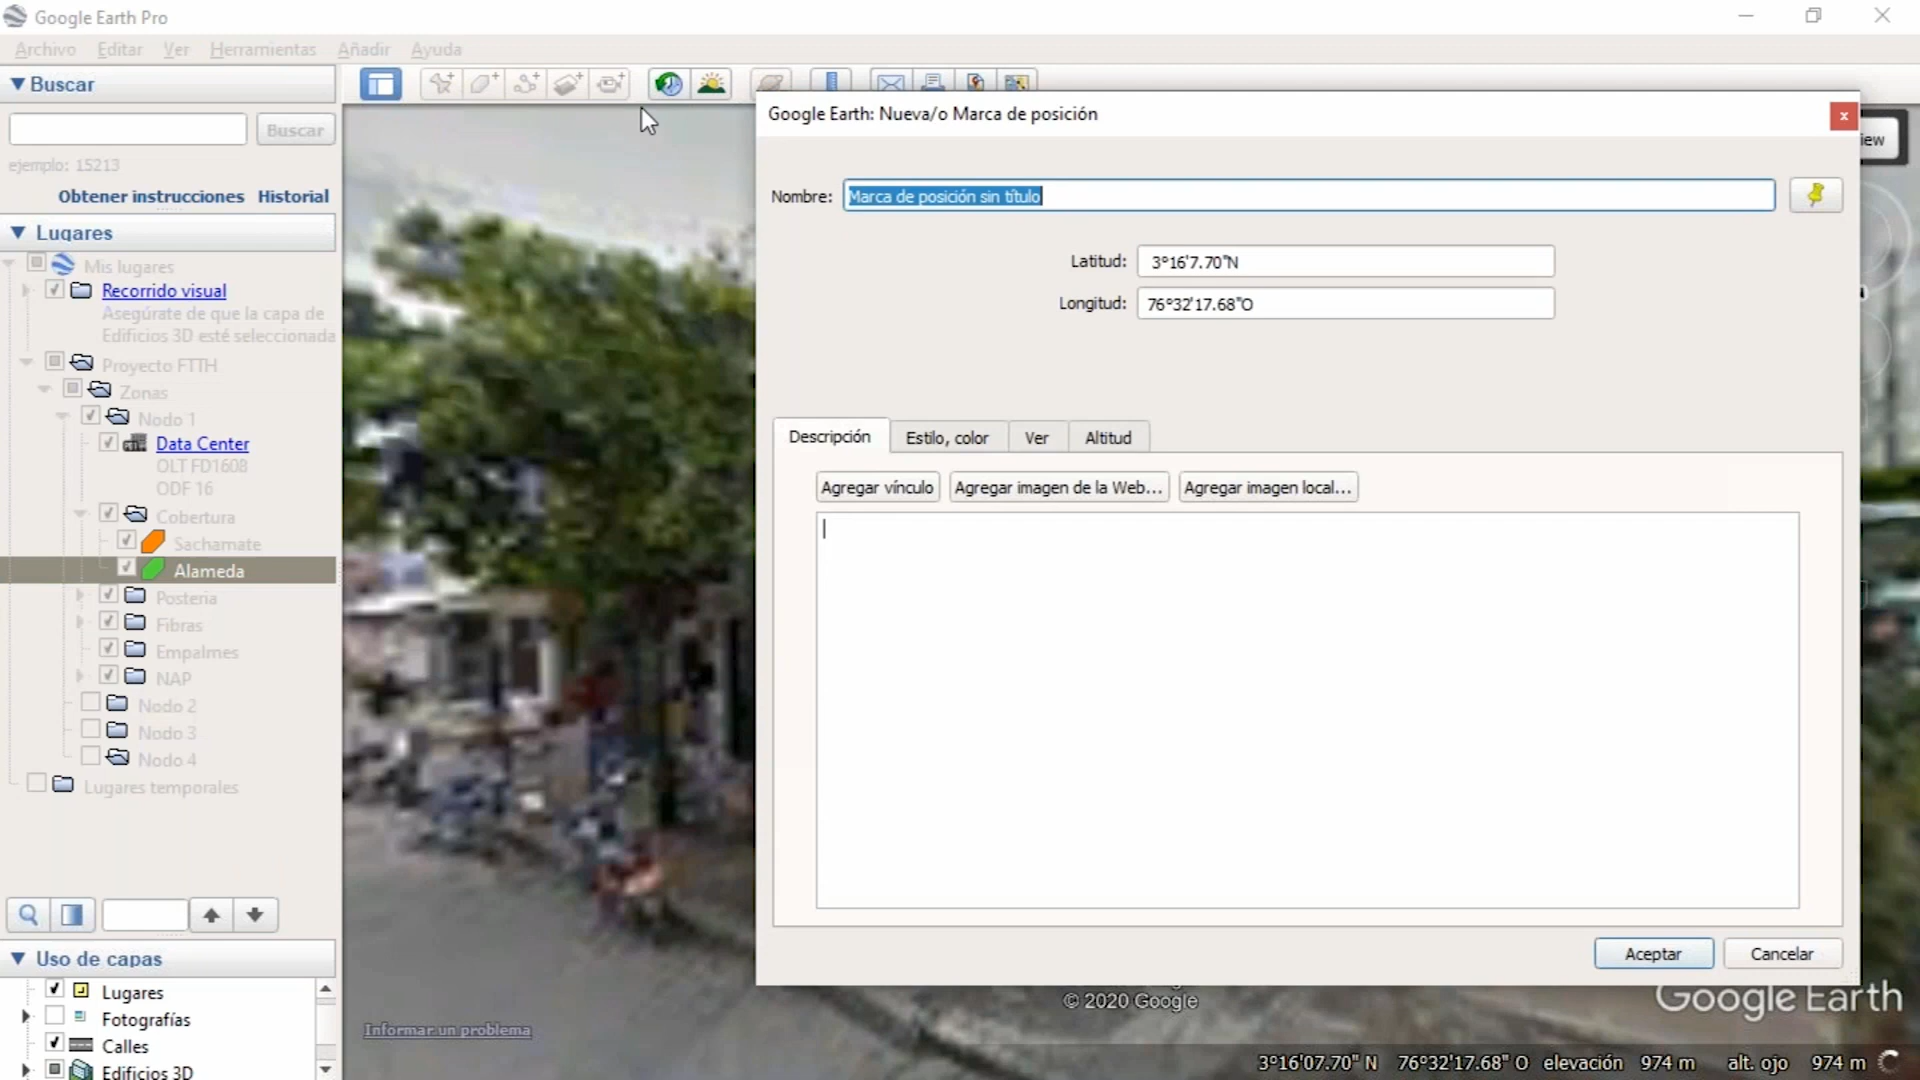 Google Earth Pro
Archivo Editar Ver Herramientas Añadir Ayuda
Buscar
Buscar
ejemplo: 15213
Obtener instrucciones Historial
Lugares
Mis lugares
Recorrido visual
Asegúrate de que la capa de
Edificios 3D esté seleccionada
Proyecto FTTH
Zonas
Nodo 1
Data Center
OLT FD1608
ODF 16
Cobertura
Sachamate
Alameda
Posteria
Fibras
Empalmes
NAP
Nodo 2
Nodo 3
Nodo 4
Lugares temporales
Uso de capas
Lugares
Fotografías
Calles
Edificios 3D
Google Earth: Nueva/o Marca de posición
x
Nombre: Marca de posición sin título
Latitud: 3°16'7.70"N
Longitud: 76°32'17.68"O
Descripción Estilo, color Ver Altitud
Agregar vínculo Agregar imagen de la Web... Agregar imagen local...
Aceptar Cancelar
© 2020 Google
Google Earth
Informar un problema
3°16'07.70" N 76°32'17.68" O elevación 974 m alt. ojo 974 m